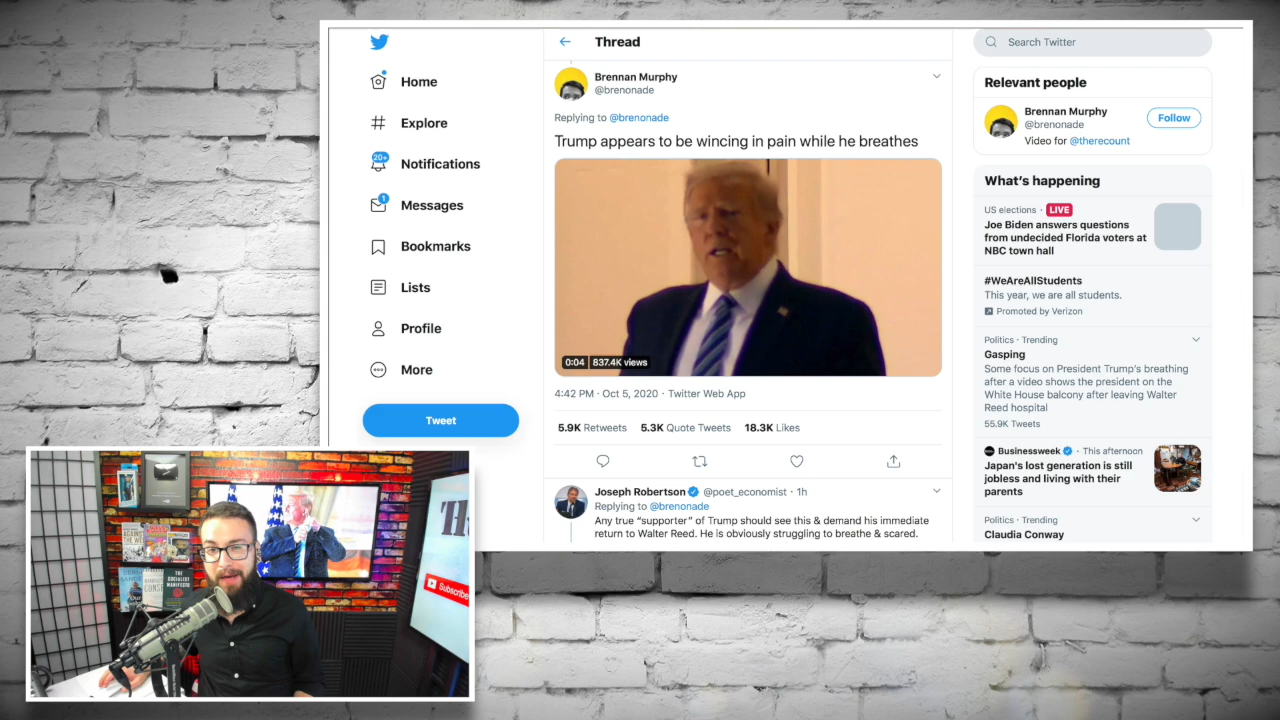 Home
Explore
20+
Notifications
1
Messages
Bookmarks
Lists
Profile
More
Tweet
Thread
Brennan Murphy
@brenonade
Replying to @brenonade
Trump appears to be wincing in pain while he breathes
0:04 837.4K views
4:42 PM · Oct 5, 2020 · Twitter Web App
5.9K Retweets 5.3K Quote Tweets 18.3K Likes
Joseph Robertson @poet_economist · 1h
Replying to @brenonade
Any true “supporter” of Trump should see this & demand his immediate
return to Walter Reed. He is obviously struggling to breathe & scared.
Search Twitter
Relevant people
Brennan Murphy
@brenonade
Follow
Video for @therecount
What’s happening
US elections · LIVE
Joe Biden answers questions
from undecided Florida voters at
NBC town hall
#WeAreAllStudents
This year, we are all students.
Promoted by Verizon
Politics · Trending
Gasping
Some focus on President Trump’s breathing
after a video shows the president on the
White House balcony after leaving Walter
Reed hospital
55.9K Tweets
Businessweek · This afternoon
Japan’s lost generation is still
jobless and living with their
parents
Politics · Trending
Claudia Conway
THE SOCIALIST
MANIFESTO
Subscribe